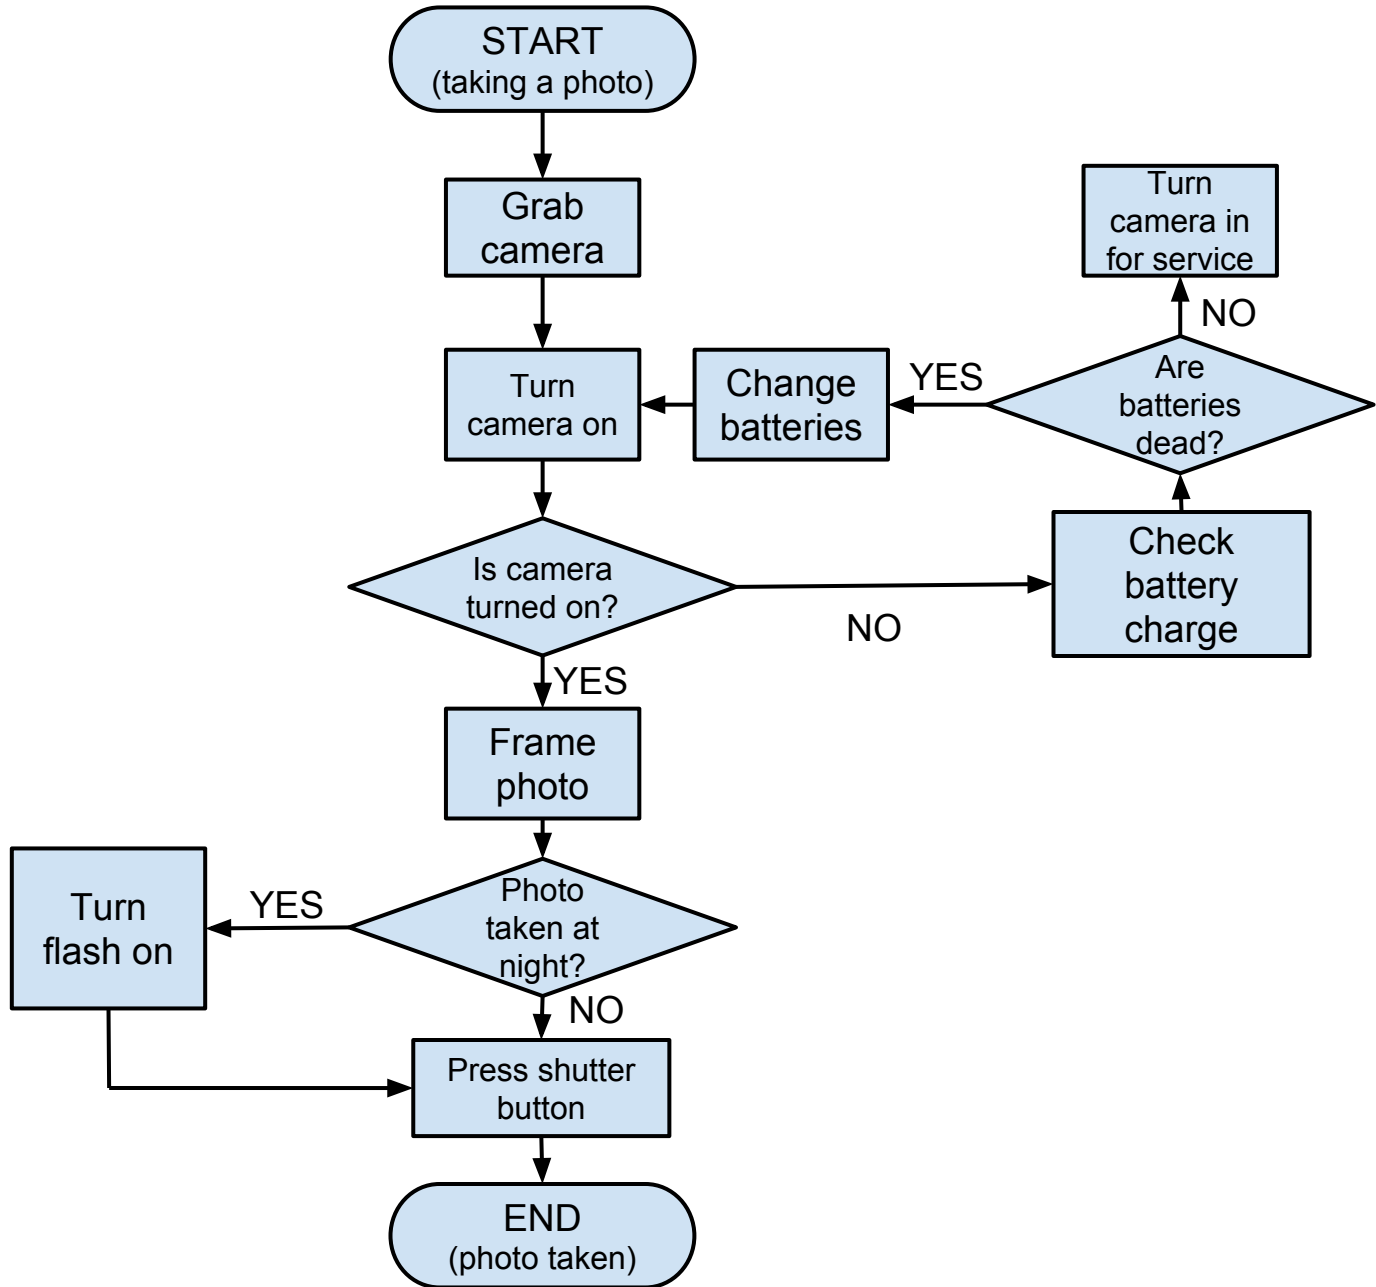 START
(taking a photo)
Grab
camera
Turn
camera in
for service
NO
Turn
camera on
Change
batteries
YES
Are
batteries
dead?
Is camera
turned on?
NO
Check
battery
charge
YES
Frame
photo
Turn
flash on
YES
Photo
taken at
night?
NO
Press shutter
button
END
(photo taken)